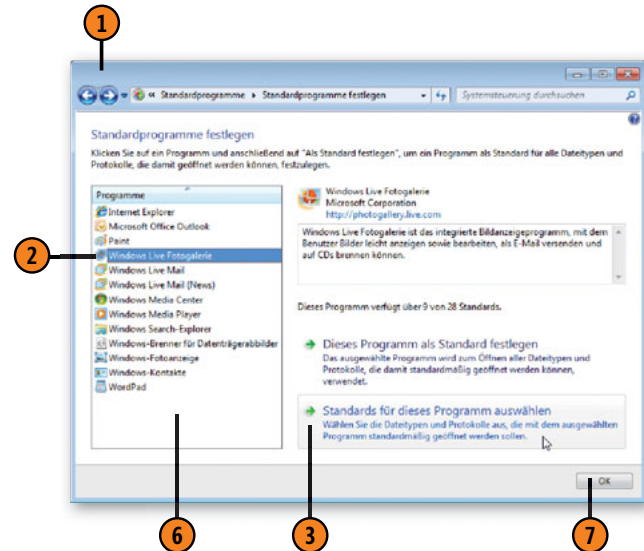 1
« Standardprogramme ▸ Standardprogramme festlegen
Systemsteuerung durchsuchen
Standardprogramme festlegen
Klicken Sie auf ein Programm und anschließend auf "Als Standard festlegen", um ein Programm als Standard für alle Dateitypen und
Protokolle, die damit geöffnet werden können, festzulegen.
Programme
Internet Explorer
Microsoft Office Outlook
Paint
2
Windows Live Fotogalerie
Windows Live Mail
Windows Live Mail (News)
Windows Media Center
Windows Media Player
Windows Search-Explorer
Windows-Brenner für Datenträgerabbilder
Windows-Fotoanzeige
Windows-Kontakte
WordPad
Windows Live Fotogalerie
Microsoft Corporation
http://photogallery.live.com
Windows Live Fotogalerie ist das integrierte Bildanzeigeprogramm, mit dem
Benutzer Bilder leicht anzeigen sowie bearbeiten, als E-Mail versenden und
auf CDs brennen können.
Dieses Programm verfügt über 9 von 28 Standards.
Dieses Programm als Standard festlegen
Das ausgewählte Programm wird zum Öffnen aller Dateitypen und
Protokolle, die damit standardmäßig geöffnet werden können,
verwendet.
Standards für dieses Programm auswählen
Wählen Sie die Dateitypen und Protokolle aus, die mit dem ausgewählten
Programm standardmäßig geöffnet werden sollen.
OK
6
3
7